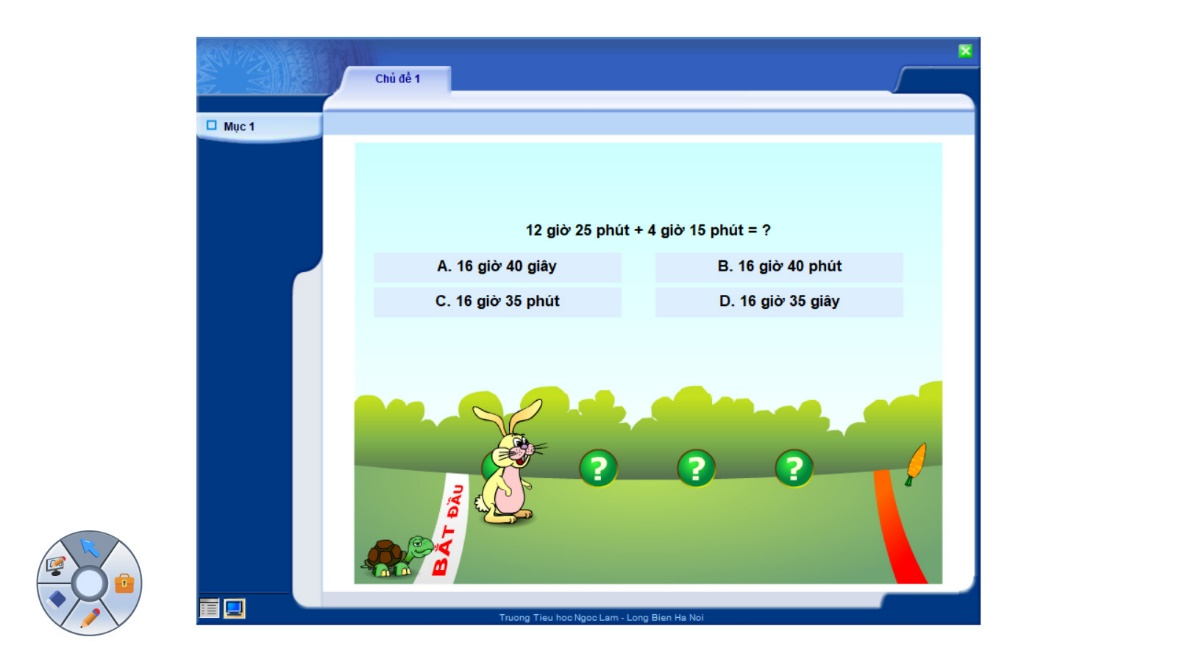 Chủ đề 1
Mục 1
12 giờ 25 phút + 4 giờ 15 phút = ?
A. 16 giờ 40 giây
B. 16 giờ 40 phút
C. 16 giờ 35 phút
D. 16 giờ 35 giây
?
?
?
BẮT ĐẦU
Truong Tieu hoc Ngoc Lam - Long Bien Ha Noi